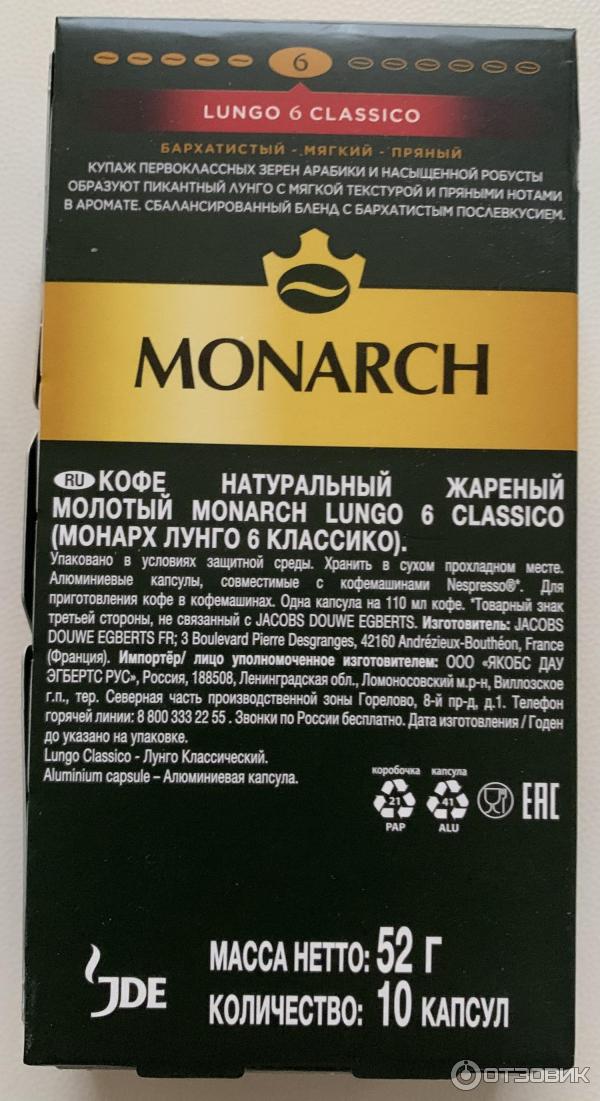 6
LUNGO 6 CLASSICO
БАРХАТИСТЫЙ - МЯГКИЙ - ПРЯНЫЙ
КУПАЖ ПЕРВОКЛАССНЫХ ЗЕРЕН АРАБИКИ И НАСЫЩЕННОЙ РОБУСТЫ
ОБРАЗУЮТ ПИКАНТНЫЙ ЛУНГО С МЯГКОЙ ТЕКСТУРОЙ И ПРЯНЫМИ НОТАМИ
В АРОМАТЕ. СБАЛАНСИРОВАННЫЙ БЛЕНД С БАРХАТИСТЫМ ПОСЛЕВКУСИЕМ.
MONARCH
RU КОФЕ НАТУРАЛЬНЫЙ ЖАРЕНЫЙ
МОЛОТЫЙ MONARCH LUNGO 6 CLASSICO
(МОНАРХ ЛУНГО 6 КЛАССИКО).
Упаковано в условиях защитной среды. Хранить в сухом прохладном месте.
Алюминиевые капсулы, совместимые с кофемашинами Nespresso®*. Для
приготовления кофе в кофемашинах. Одна капсула на 110 мл кофе. *Товарный знак
третьей стороны, не связанный с JACOBS DOUWE EGBERTS. Изготовитель: JACOBS
DOUWE EGBERTS FR; 3 Boulevard Pierre Desgranges, 42160 Andrézieux-Bouthéon, France
(Франция). Импортёр/ лицо уполномоченное изготовителем: ООО «ЯКОБС ДАУ
ЭГБЕРТС РУС», Россия, 188508, Ленинградская обл., Ломоносовский м.р-н, Виллозское
г.п., тер. Северная часть производственной зоны Горелово, 8-й пр-д, д.1. Телефон
горячей линии: 8 800 333 22 55 . Звонки по России бесплатно. Дата изготовления / Годен
до указано на упаковке.
Lungo Classico - Лунго Классический.
Aluminium capsule – Алюминиевая капсула.
коробочка капсула
21 41
PAP ALU
EAC
JDE
МАССА НЕТТО: 52 Г
КОЛИЧЕСТВО: 10 КАПСУЛ
ОТЗОВИК